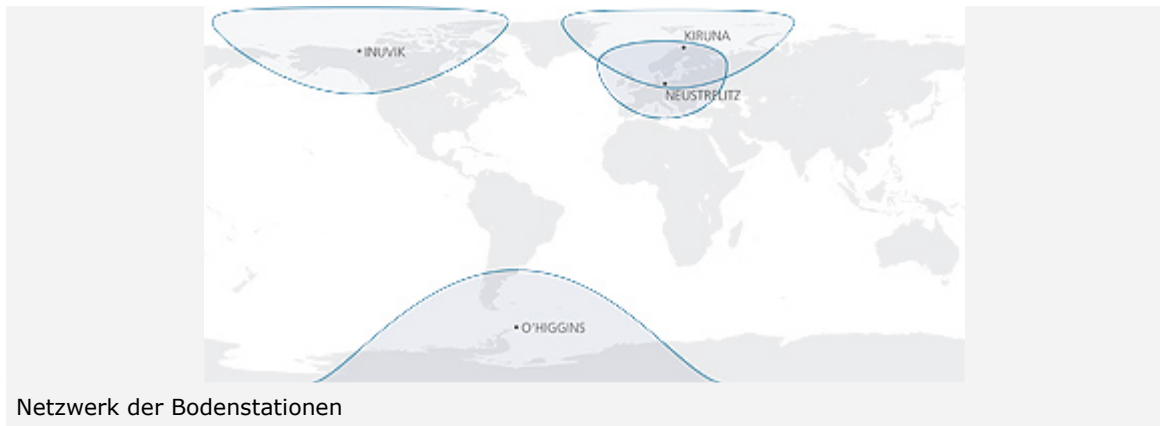 INUVIK
KIRUNA
NEUSTRELITZ
O'HIGGINS
Netzwerk der Bodenstationen